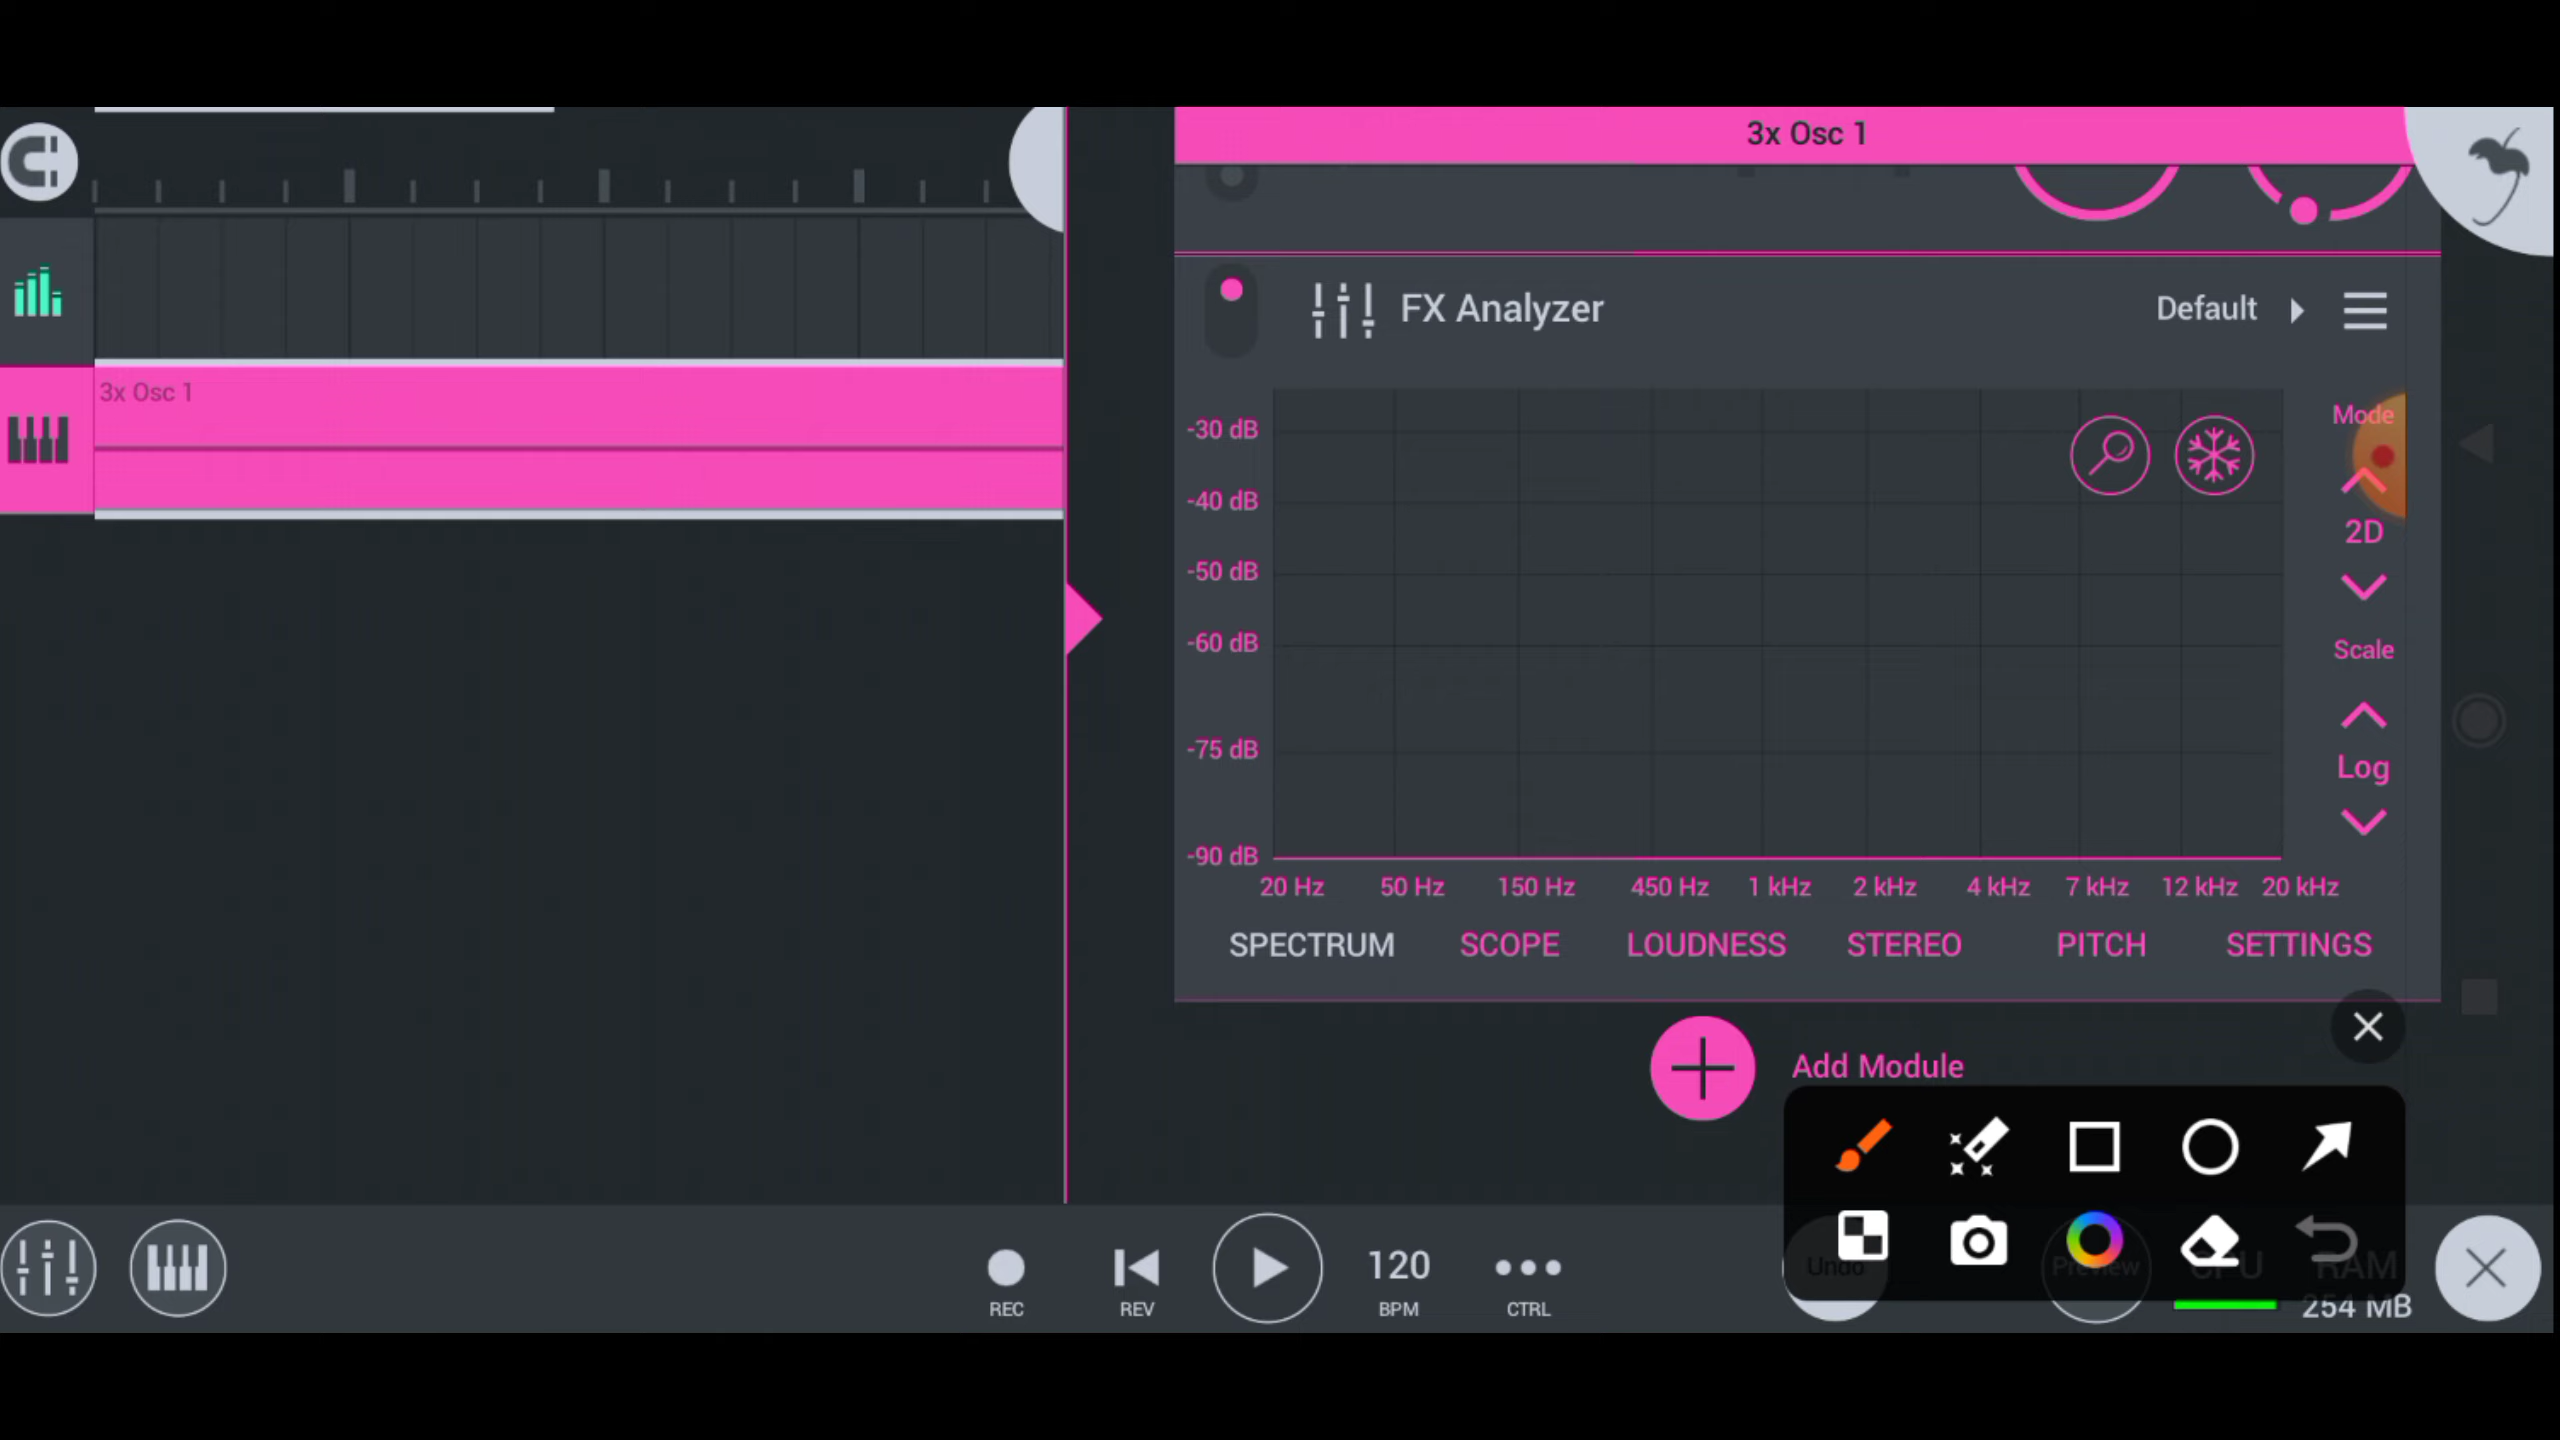 3x Osc 1
3x Osc 1
FX Analyzer
Default
Mode
2D
Scale
Log
-30 dB
-40 dB
-50 dB
-60 dB
-75 dB
-90 dB
20 Hz 50 Hz 150 Hz 450 Hz 1 kHz 2 kHz 4 kHz 7 kHz 12 kHz 20 kHz
SPECTRUM SCOPE LOUDNESS STEREO PITCH SETTINGS
Add Module
120
REC REV BPM CTRL
Undo Preview CPU RAM
254 MB